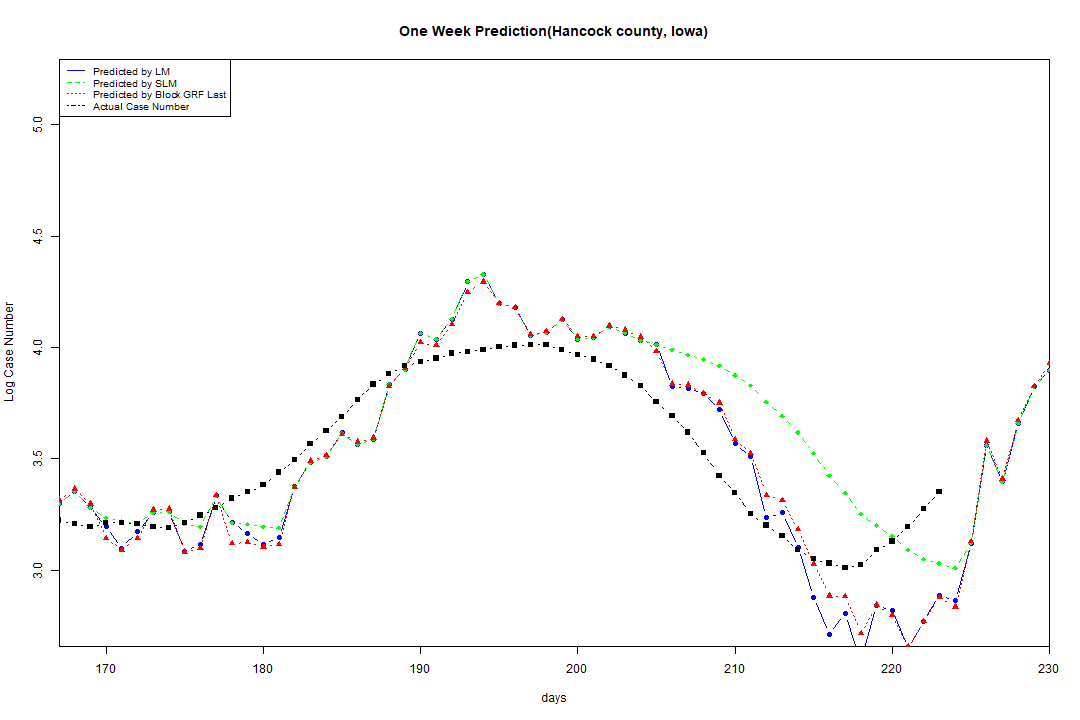 One Week Prediction(Hancock county, Iowa)
Predicted by LM
Predicted by SLM
Predicted by Block GRF Last
Actual Case Number
5.0
4.5
4.0
3.5
3.0
Log Case Number
170 180 190 200 210 220 230
days